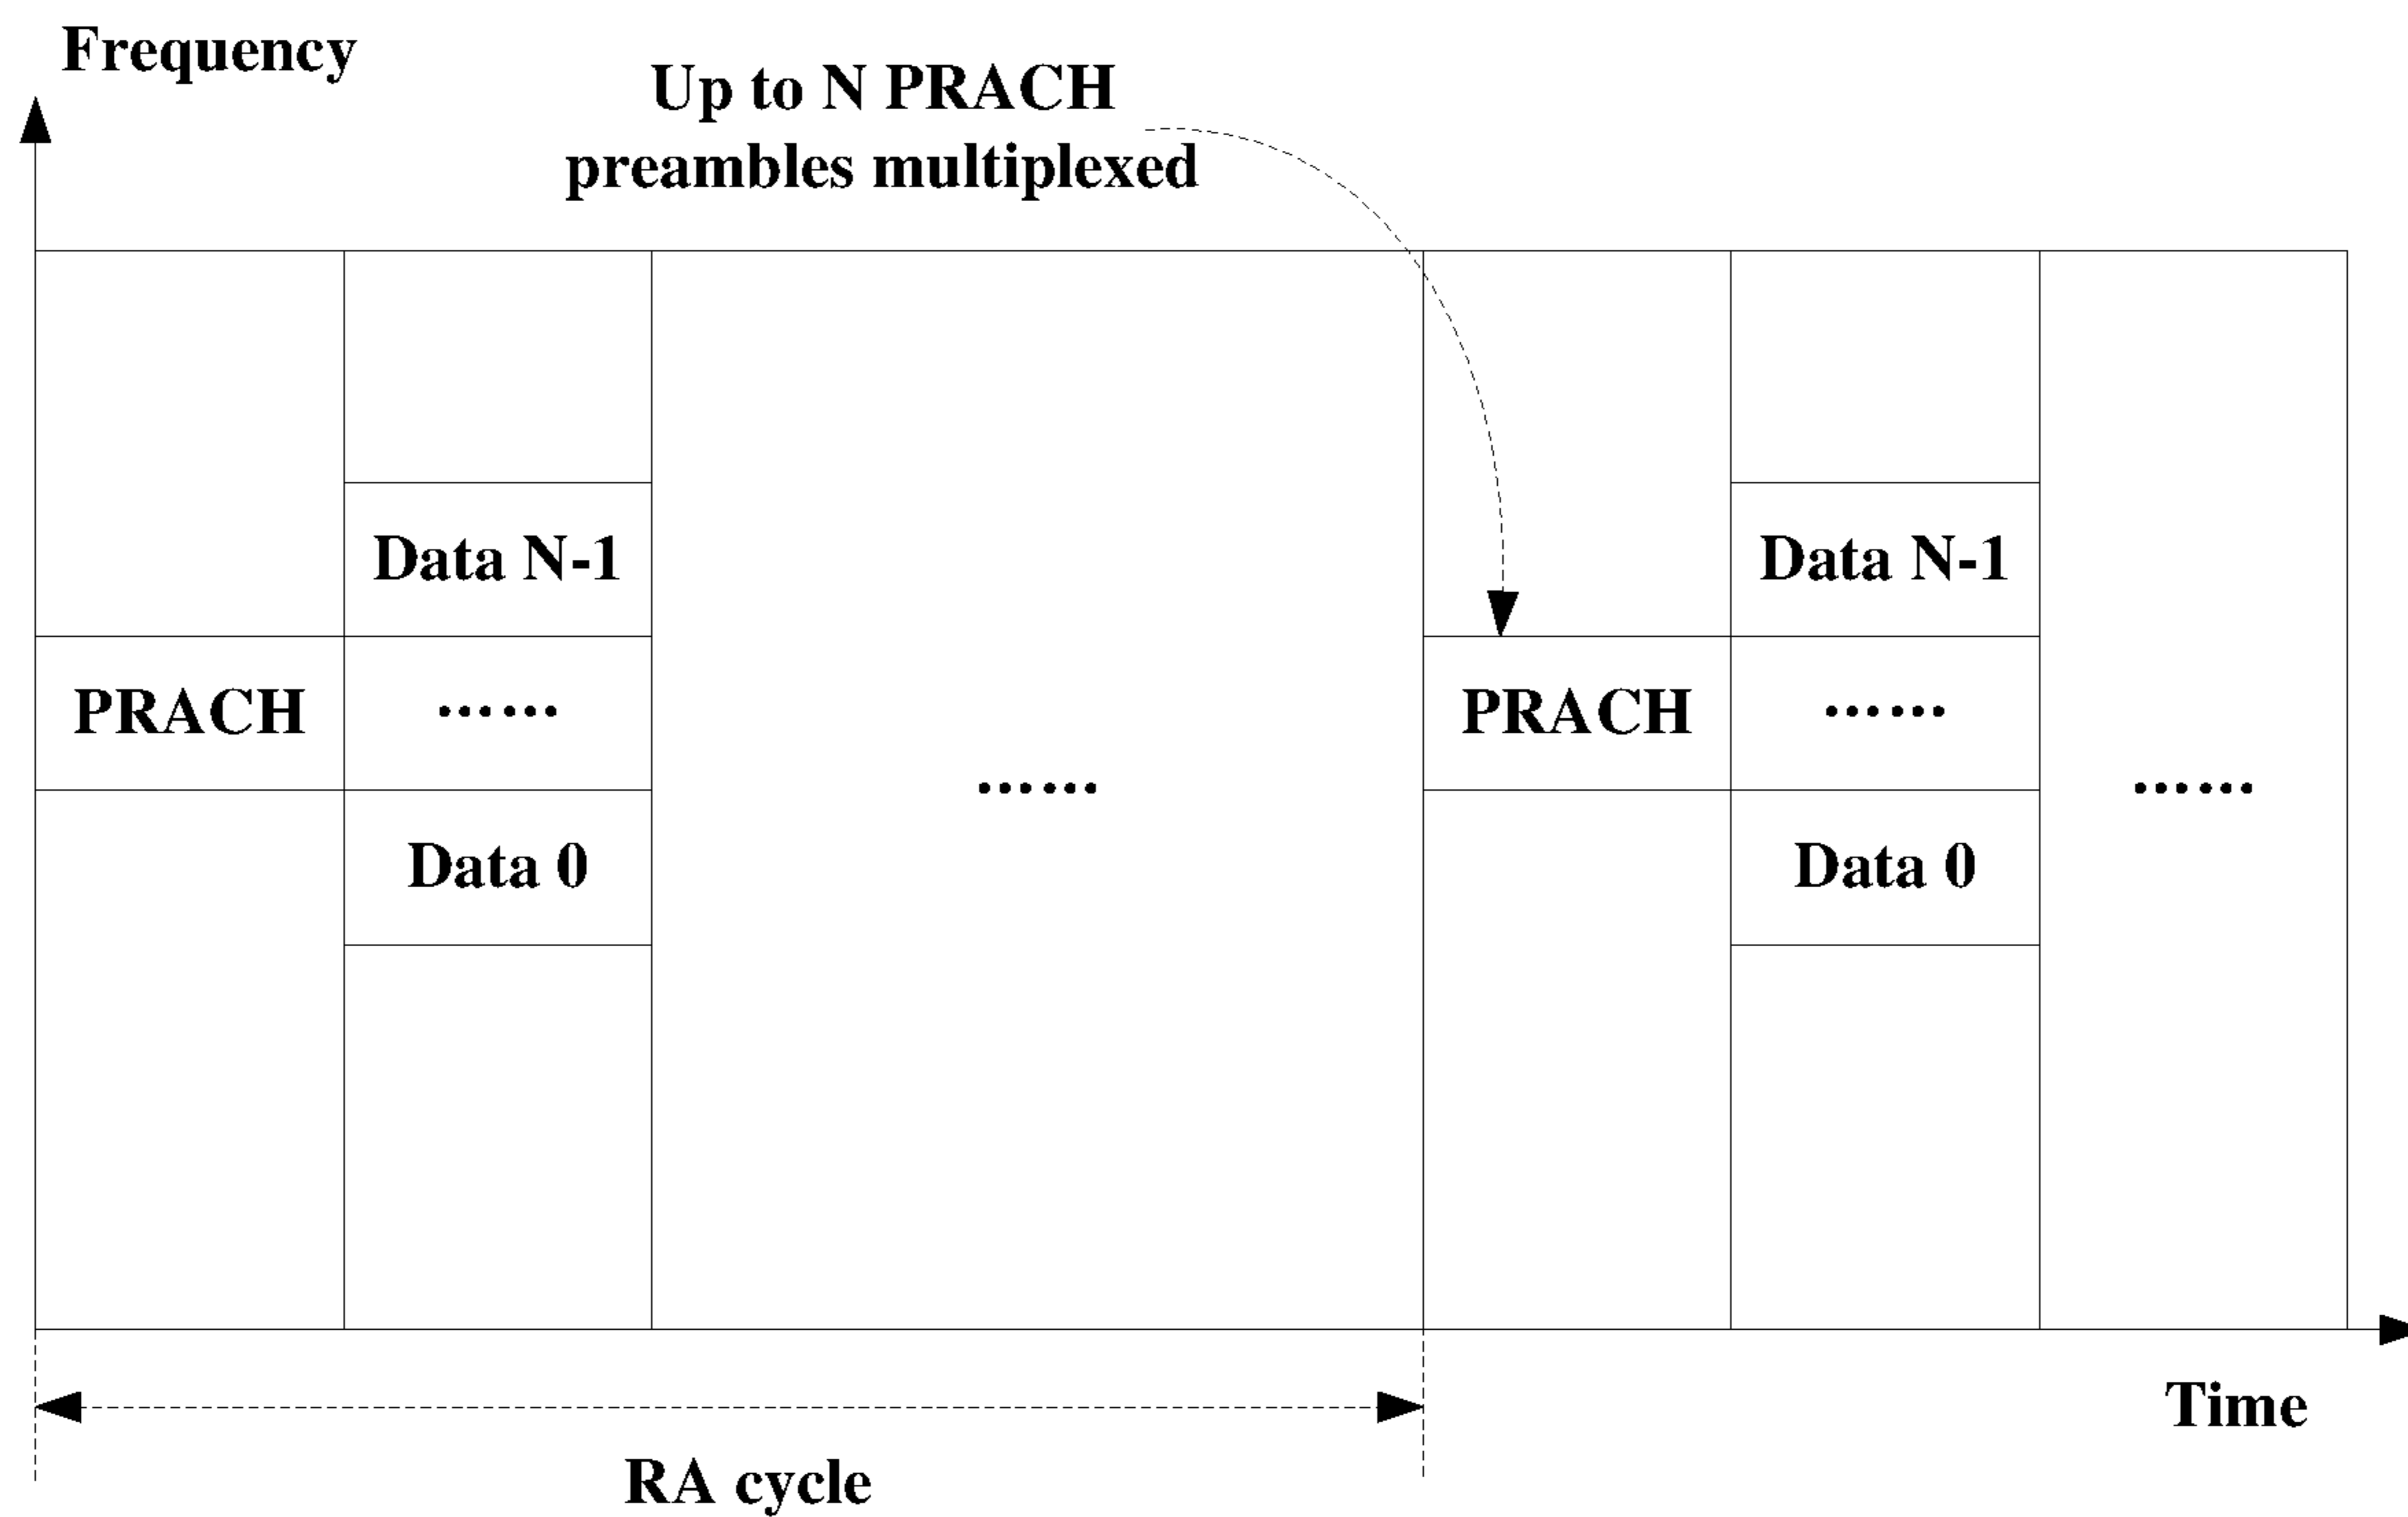 Frequency
Up to N PRACH
preambles multiplexed
Data N-1
Data N-1
PRACH
......
PRACH
......
......
......
Data 0
Data 0
Time
RA cycle